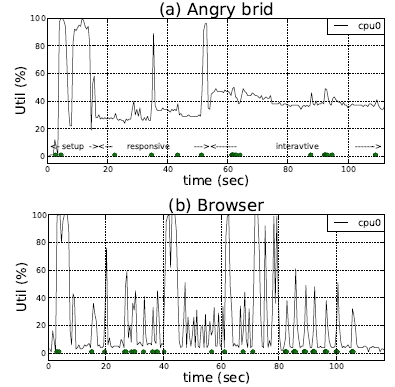 (a) Angry brid
cpu0
100
80
60
40
20
0
Util (%)
<- setup -><-- responsive ---><------ interavtive ------>
0 20 40 60 80 100
time (sec)
(b) Browser
cpu0
100
80
60
40
20
0
Util (%)
0 20 40 60 80 100
time (sec)